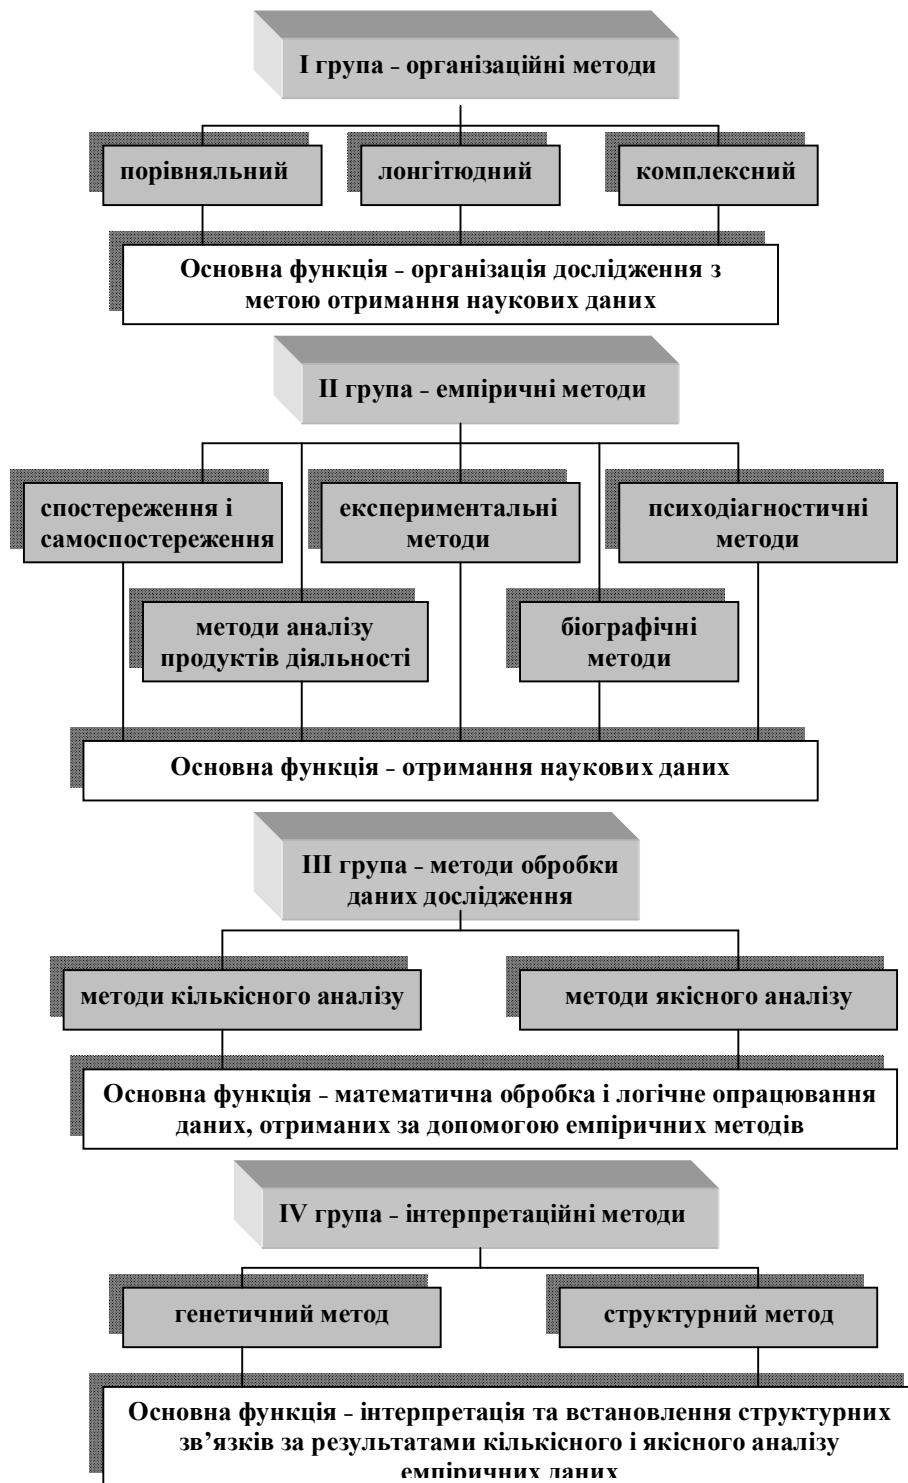 I група - організаційні методи
порівняльний
лонгітюдний
комплексний
Основна функція - організація дослідження з
метою отримання наукових даних
II група - емпіричні методи
спостереження і
самоспостереження
експериментальні
методи
психодіагностичні
методи
методи аналізу
продуктів діяльності
біографічні
методи
Основна функція - отримання наукових даних
III група - методи обробки
даних дослідження
методи кількісного аналізу
методи якісного аналізу
Основна функція - математична обробка і логічне опрацювання
даних, отриманих за допомогою емпіричних методів
IV група - інтерпретаційні методи
генетичний метод
структурний метод
Основна функція - інтерпретація та встановлення структурних
зв’язків за результатами кількісного і якісного аналізу
емпіричних даних